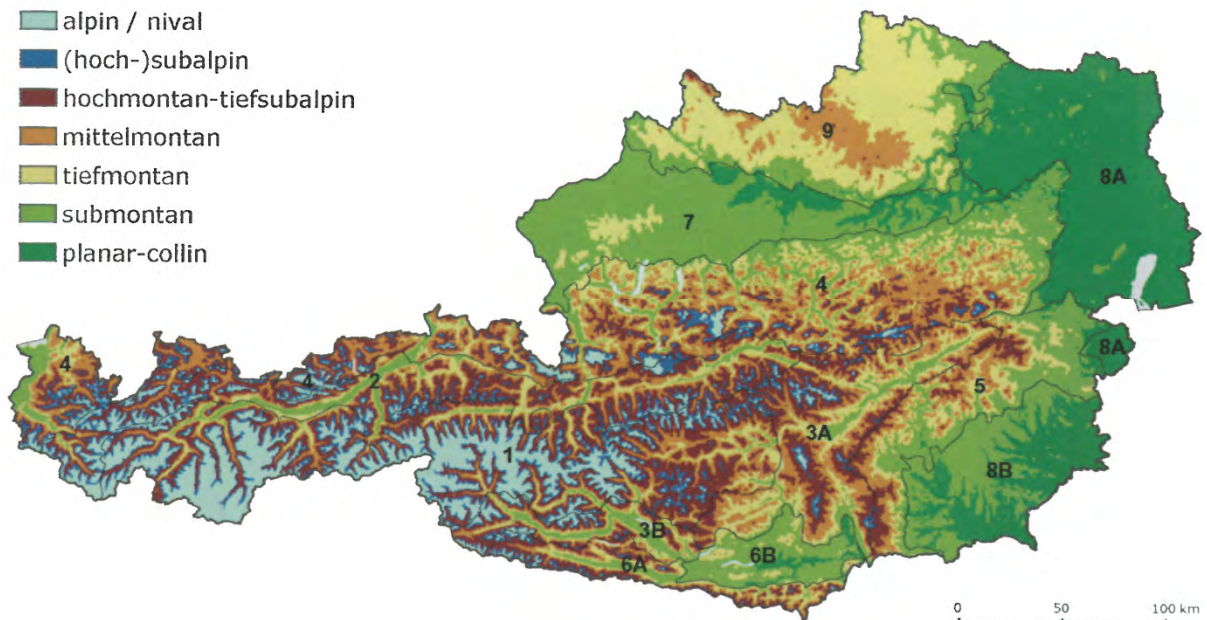 alpin / nival
(hoch-)subalpin
hochmontan-tiefsubalpin
mittelmontan
tiefmontan
submontan
planar-collin
9
8A
7
4
4
4
2
8A
5
3A
1
8B
3B
6B
6A
0 50 100 km